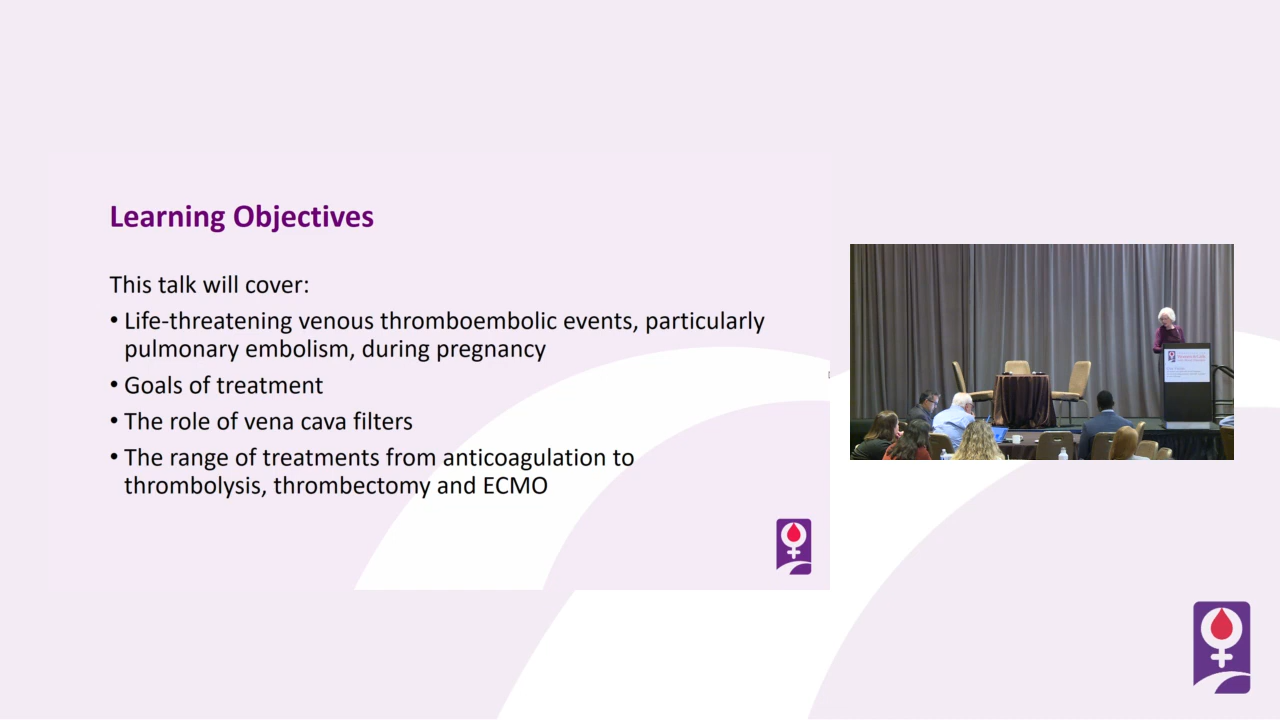 Learning Objectives
This talk will cover:
• Life-threatening venous thromboembolic events, particularly
pulmonary embolism, during pregnancy
• Goals of treatment
• The role of vena cava filters
• The range of treatments from anticoagulation to
thrombolysis, thrombectomy and ECMO